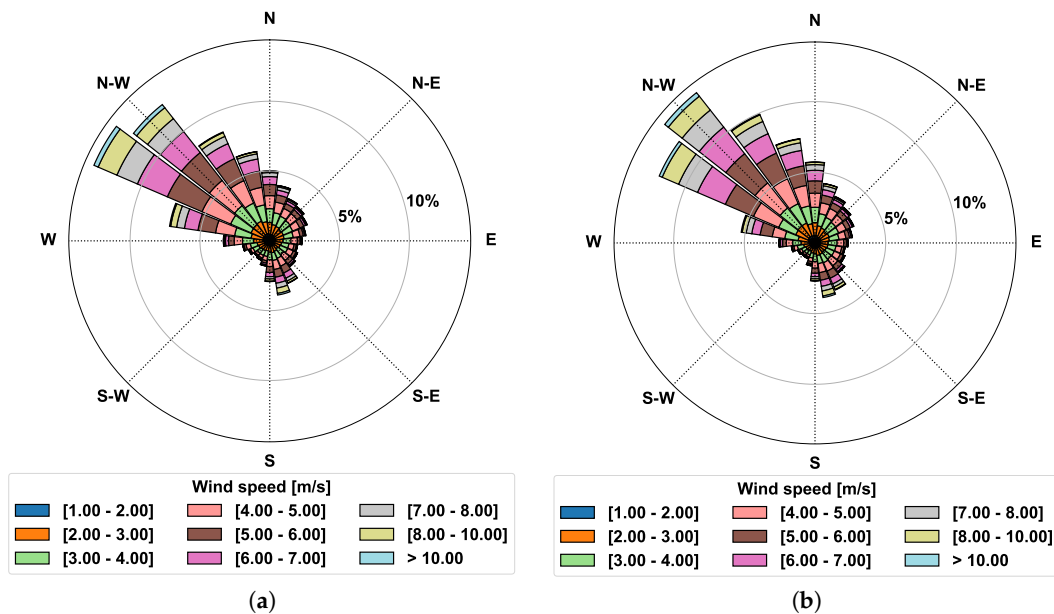 N
N-W
N-E
10%
5%
W
E
S-W
S-E
S
Wind speed [m/s]
[1.00 - 2.00] [4.00 - 5.00] [7.00 - 8.00]
[2.00 - 3.00] [5.00 - 6.00] [8.00 - 10.00]
[3.00 - 4.00] [6.00 - 7.00] > 10.00
(a)
N
N-W
N-E
10%
5%
W
E
S-W
S-E
S
Wind speed [m/s]
[1.00 - 2.00] [4.00 - 5.00] [7.00 - 8.00]
[2.00 - 3.00] [5.00 - 6.00] [8.00 - 10.00]
[3.00 - 4.00] [6.00 - 7.00] > 10.00
(b)